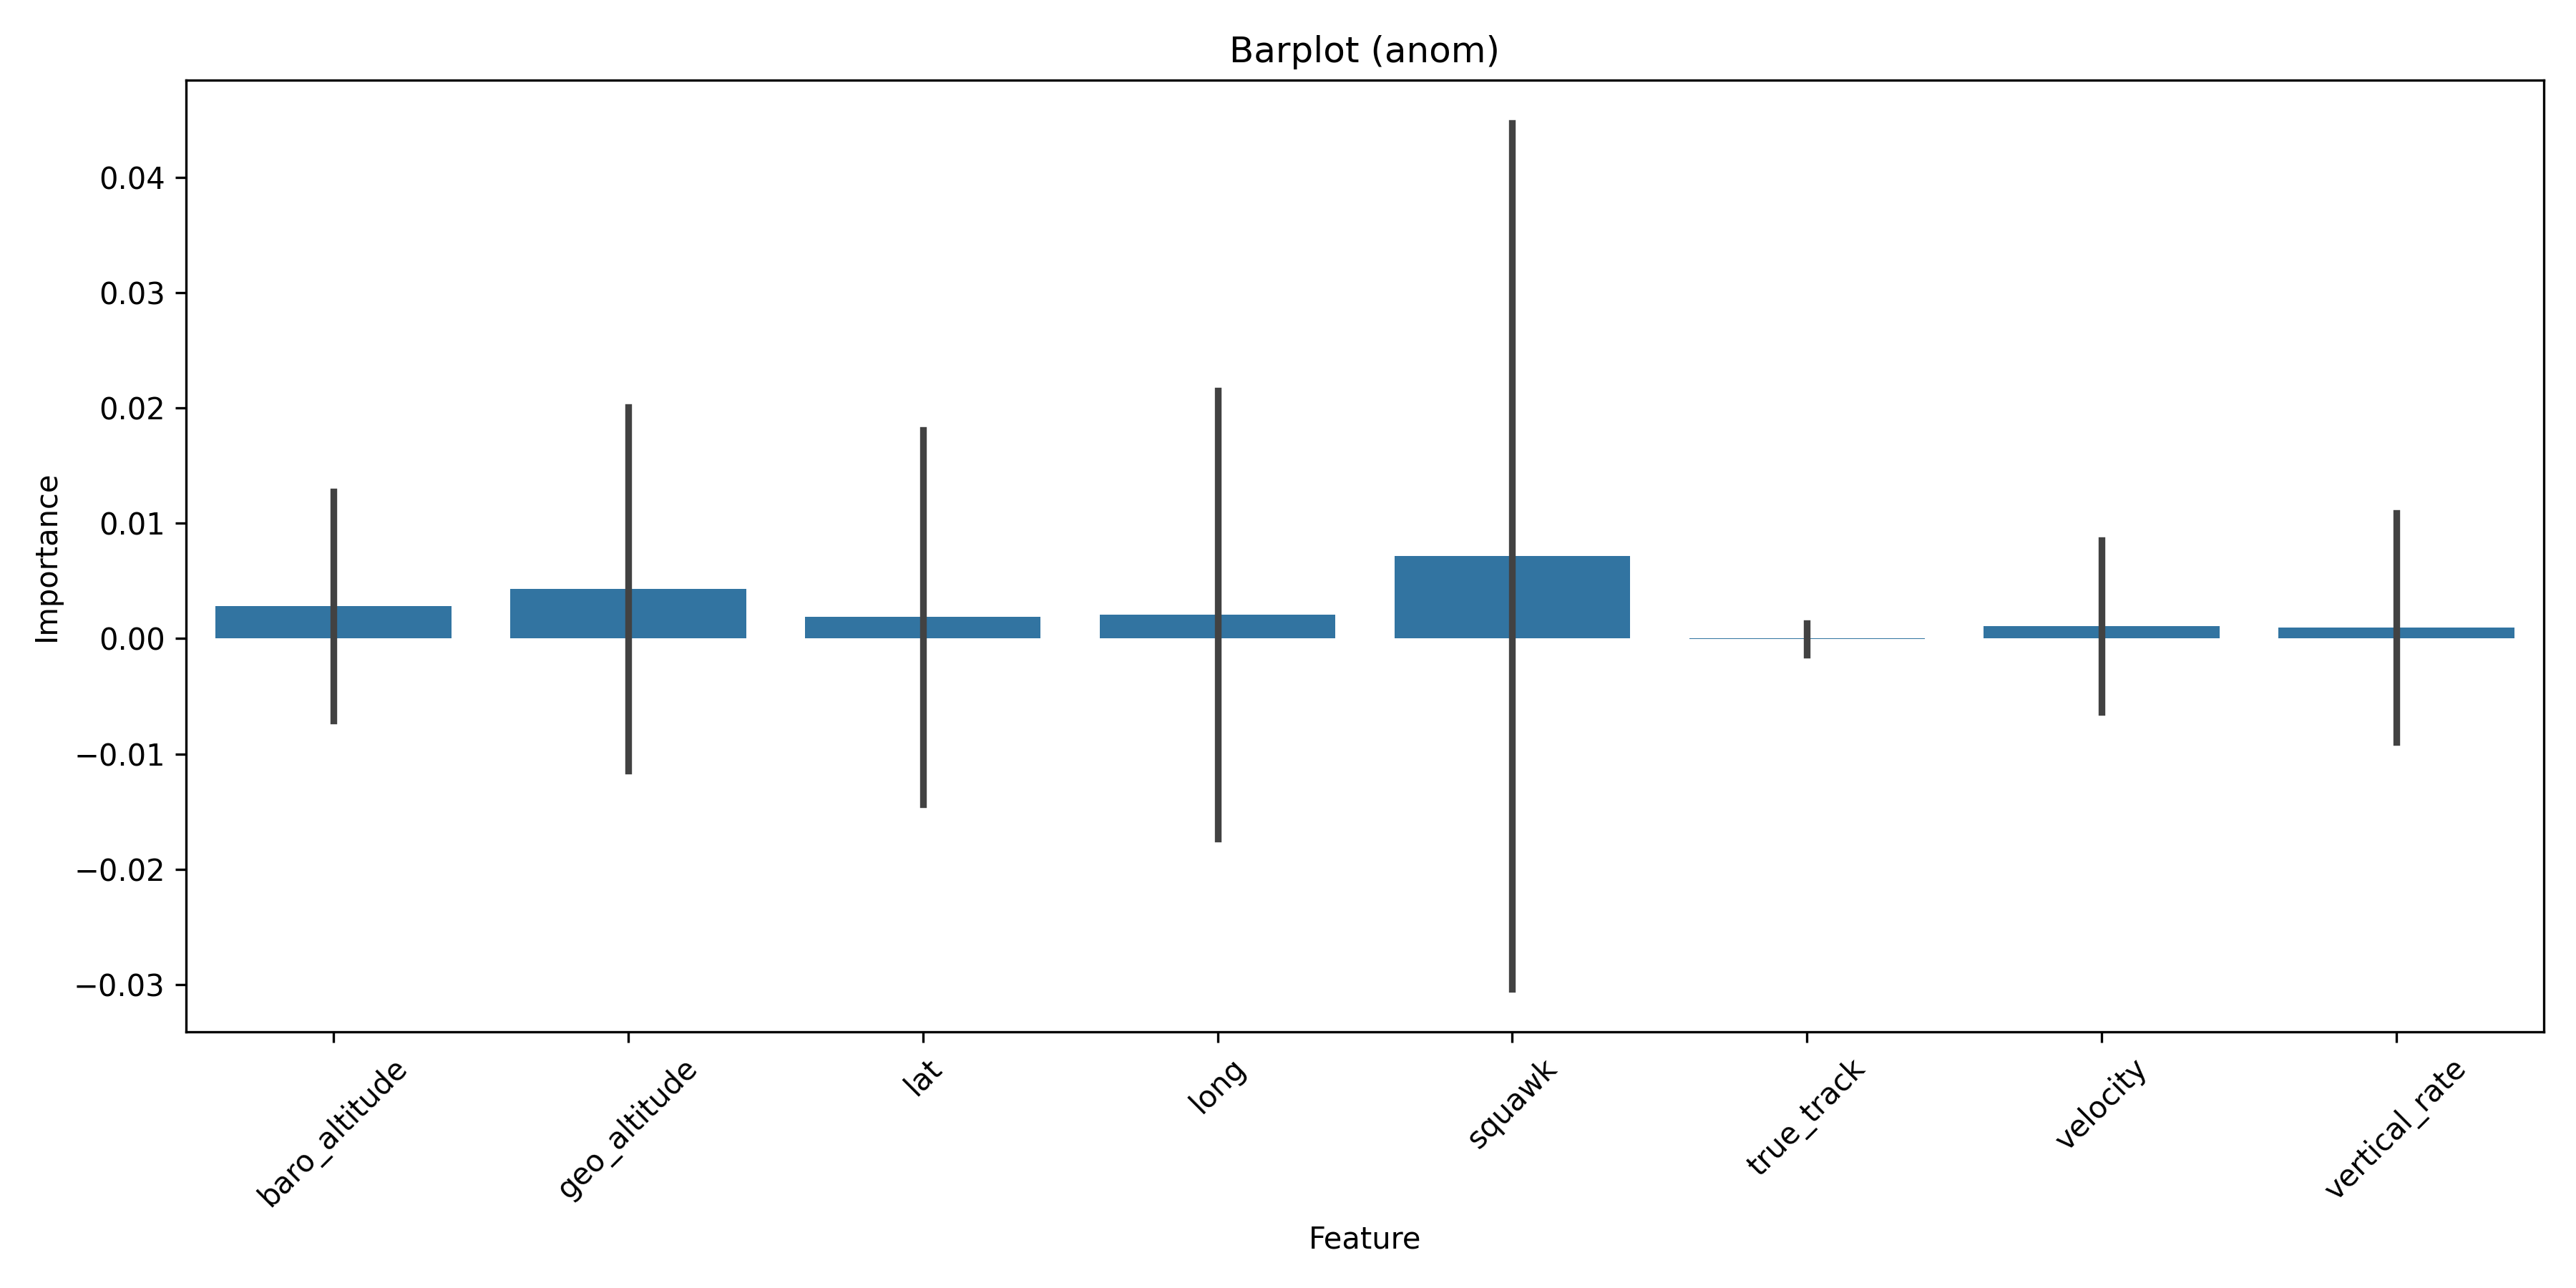 Barplot (anom)
Importance
0.04
0.03
0.02
0.01
0.00
−0.01
−0.02
−0.03
baro_altitude
geo_altitude
lat
long
squawk
true_track
velocity
vertical_rate
Feature